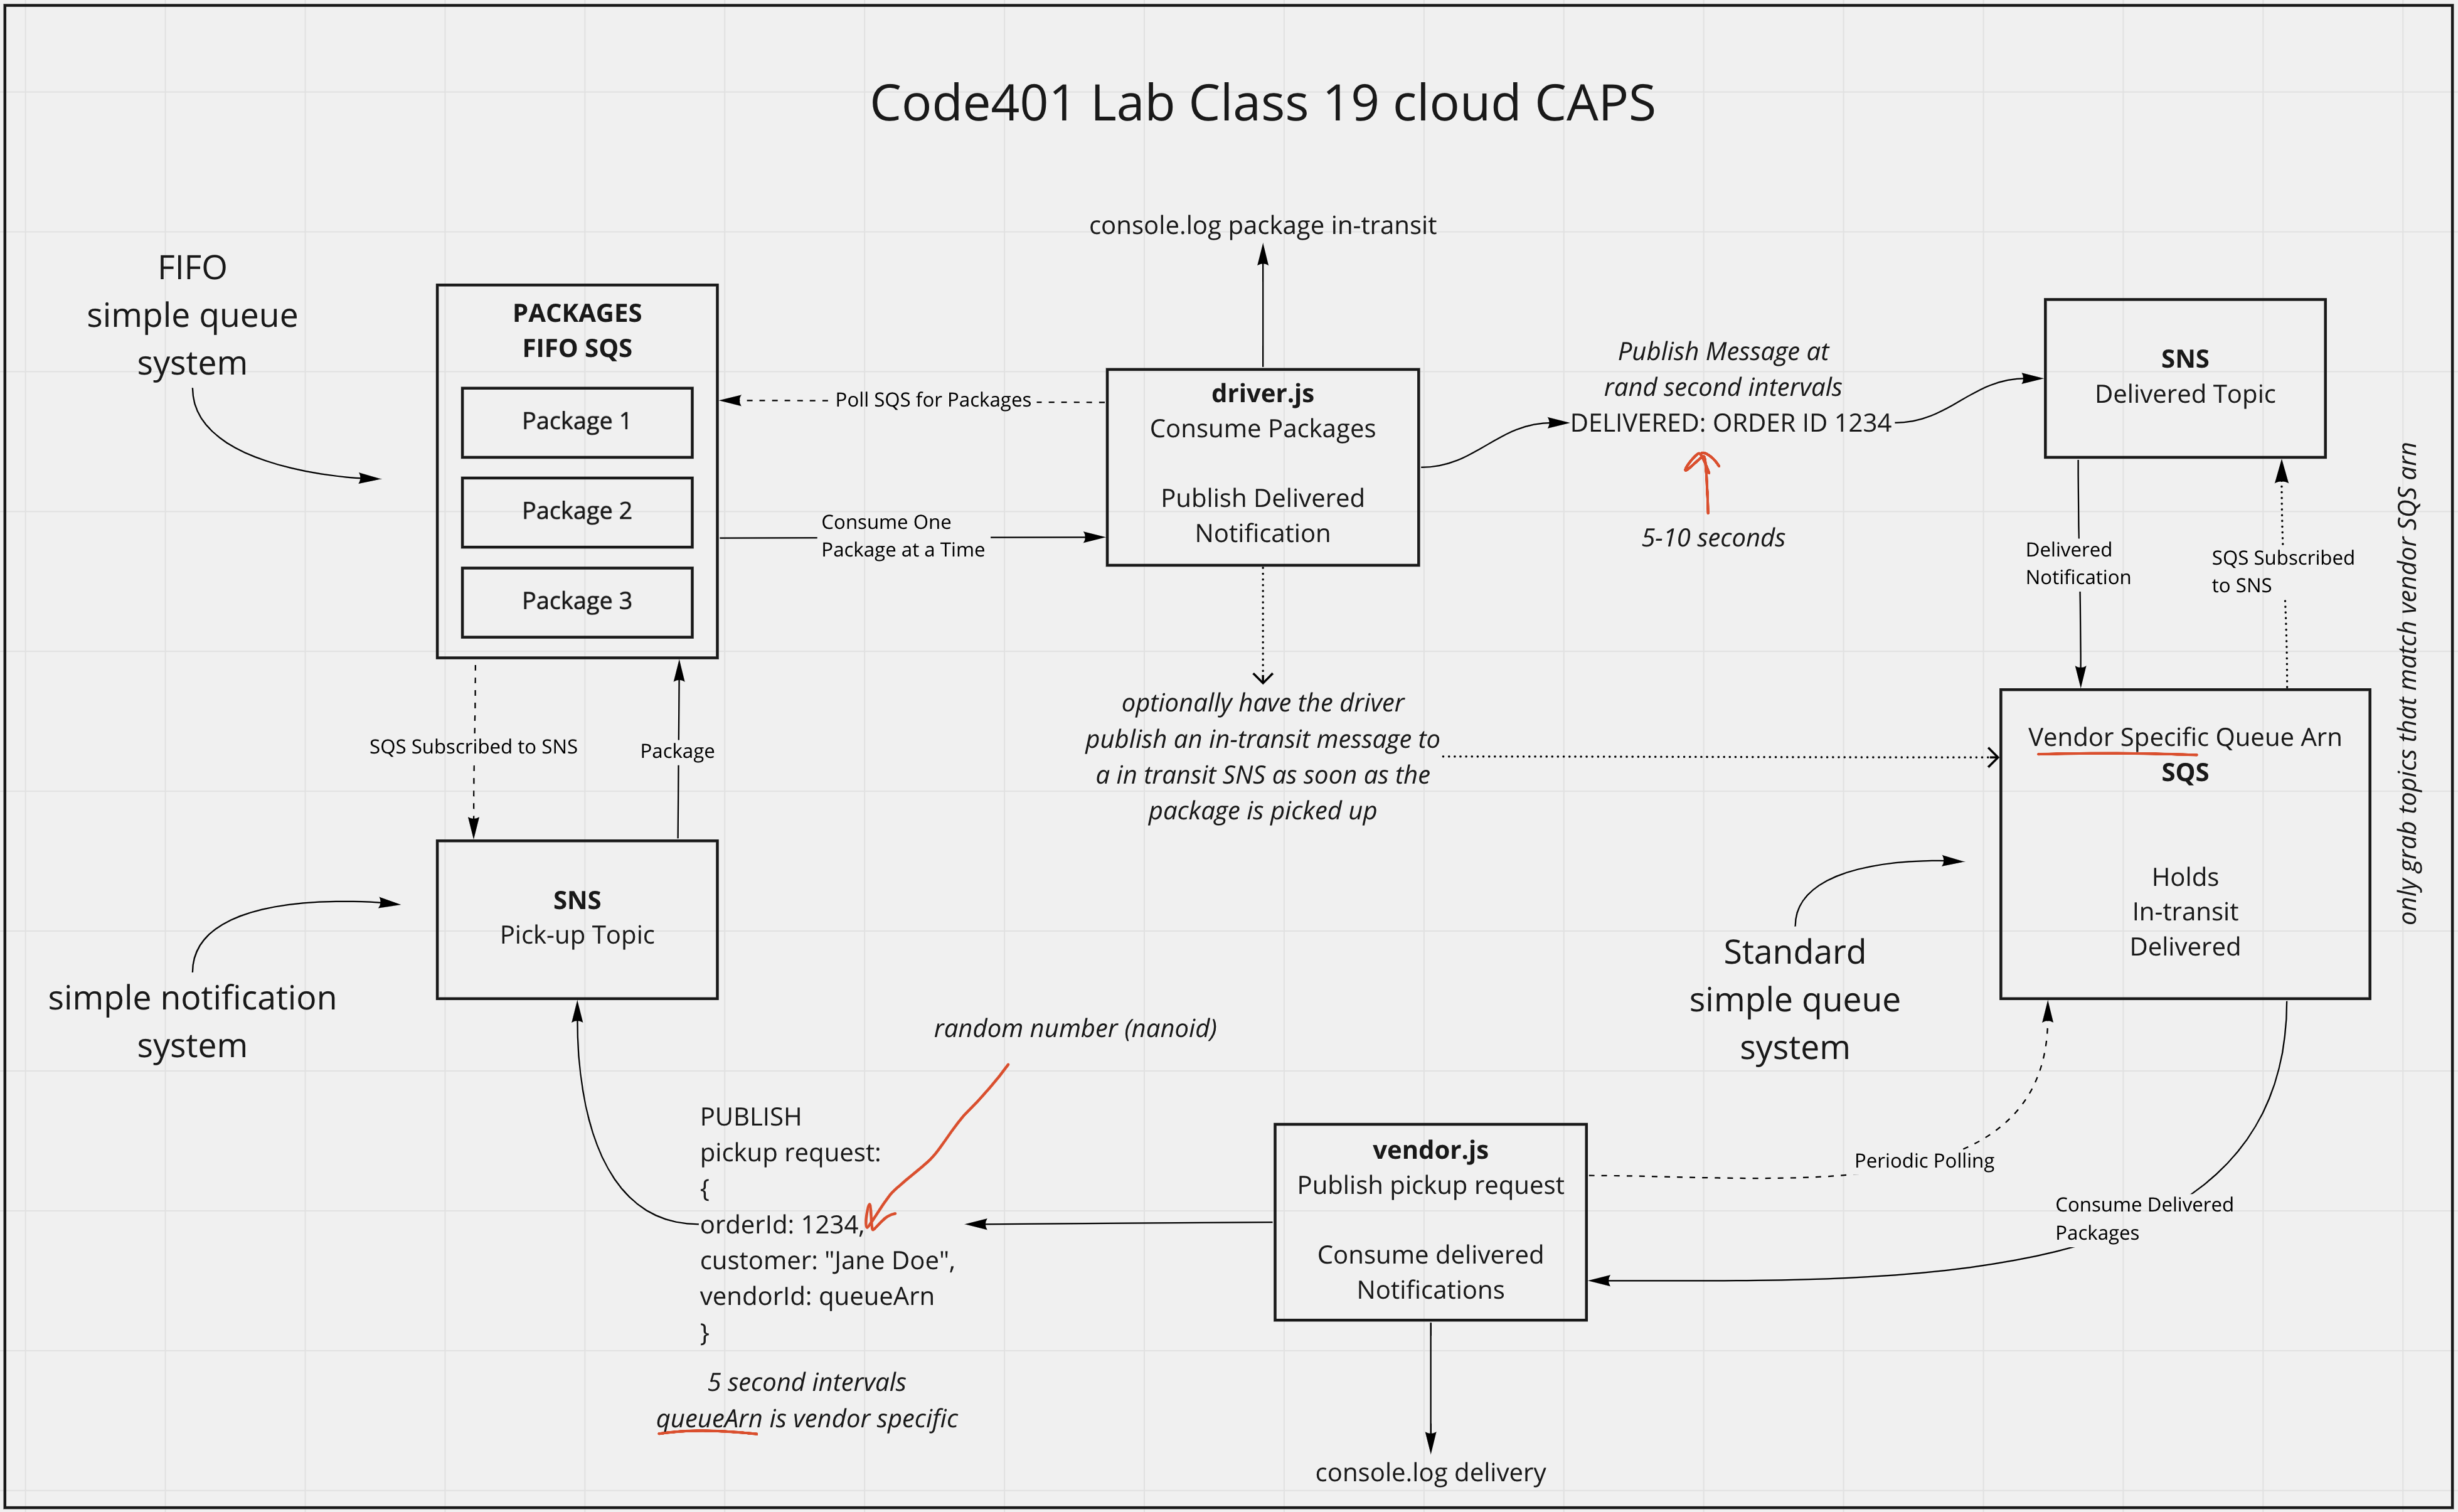 Code401 Lab Class 19 cloud CAPS
console.log package in-transit
FIFO
simple queue
system
PACKAGES
FIFO SQS
Package 1
Package 2
Package 3
Poll SQS for Packages
Consume One
Package at a Time
driver.js
Consume Packages
Publish Delivered
Notification
Publish Message at
rand second intervals
DELIVERED: ORDER ID 1234
5-10 seconds
SNS
Delivered Topic
Delivered
Notification
SQS Subscribed
to SNS
only grab topics that match vendor SQS arn
SQS Subscribed to SNS
Package
optionally have the driver
publish an in-transit message to
a in transit SNS as soon as the
package is picked up
Vendor Specific Queue Arn
SQS
Holds
In-transit
Delivered
SNS
Pick-up Topic
simple notification
system
Standard
simple queue
system
random number (nanoid)
PUBLISH
pickup request:
{
orderId: 1234,
customer: "Jane Doe",
vendorId: queueArn
}
5 second intervals
queueArn is vendor specific
vendor.js
Publish pickup request
Consume delivered
Notifications
Periodic Polling
Consume Delivered
Packages
console.log delivery